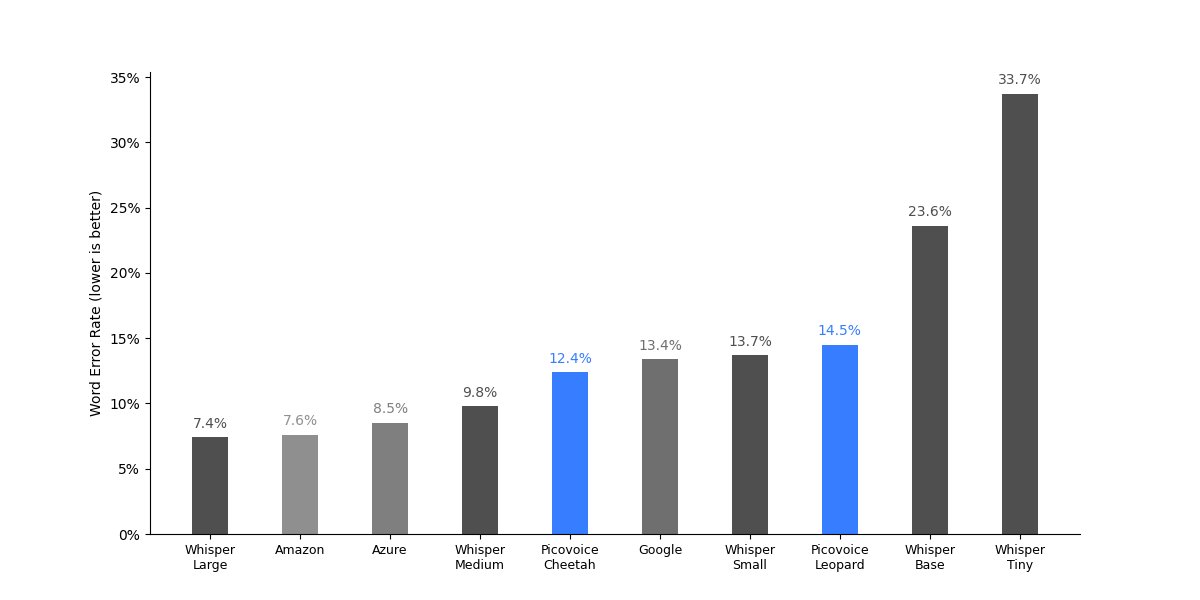 Word Error Rate (lower is better)
35%
30%
25%
20%
15%
10%
5%
0%
7.4%
7.6%
8.5%
9.8%
12.4%
13.4%
13.7%
14.5%
23.6%
33.7%
Whisper
Large
Amazon
Azure
Whisper
Medium
Picovoice
Cheetah
Google
Whisper
Small
Picovoice
Leopard
Whisper
Base
Whisper
Tiny